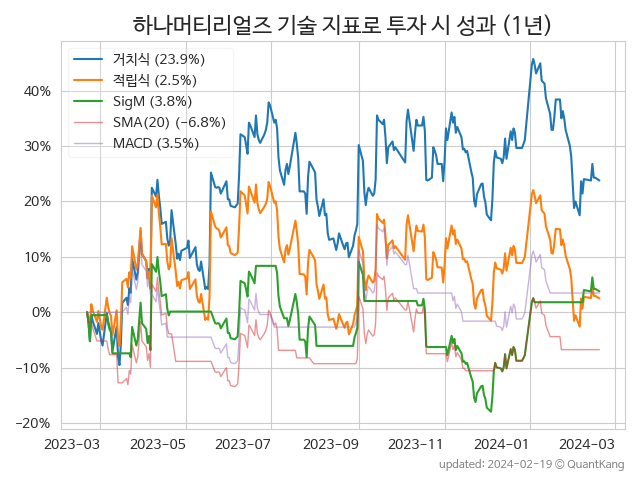 하나머티리얼즈 기술 지표로 투자 시 성과 (1년)
거치식 (23.9%)
적립식 (2.5%)
SigM (3.8%)
SMA(20) (−6.8%)
MACD (3.5%)
40%
30%
20%
10%
0%
−10%
−20%
2023-03
2023-05
2023-07
2023-09
2023-11
2024-01
2024-03
updated: 2024-02-19 © QuantKang